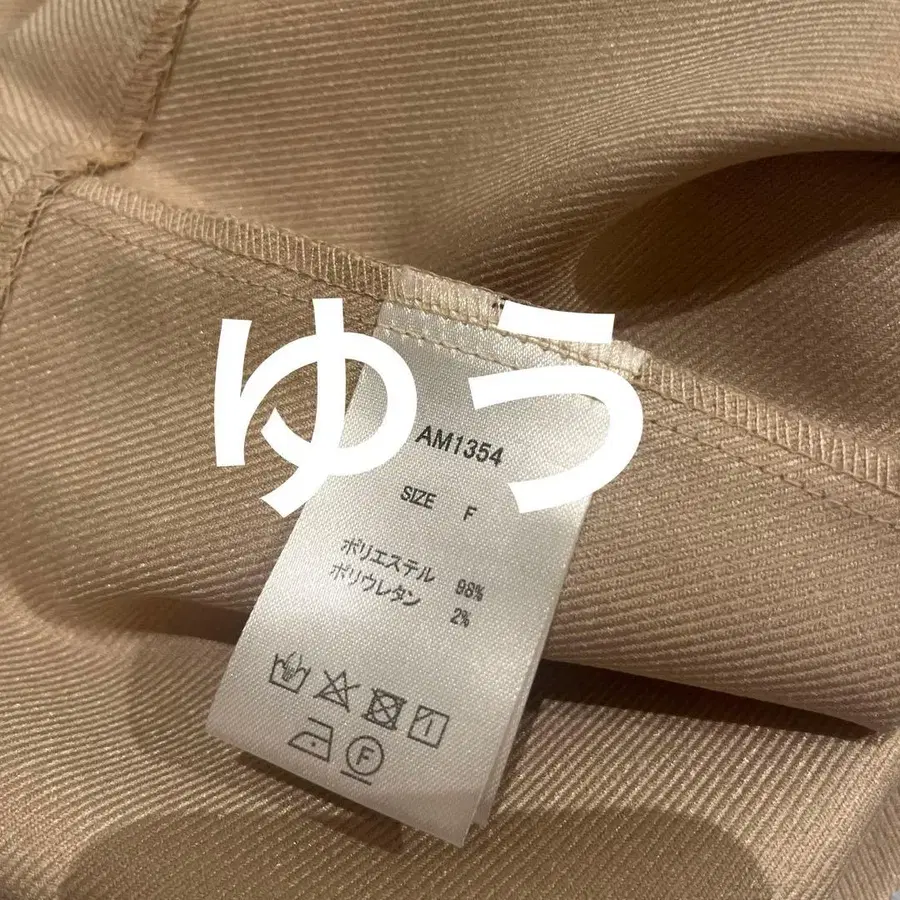 ゆう
AM1354
SIZE F
ポリエステル 98%
ポリウレタン 2%
F